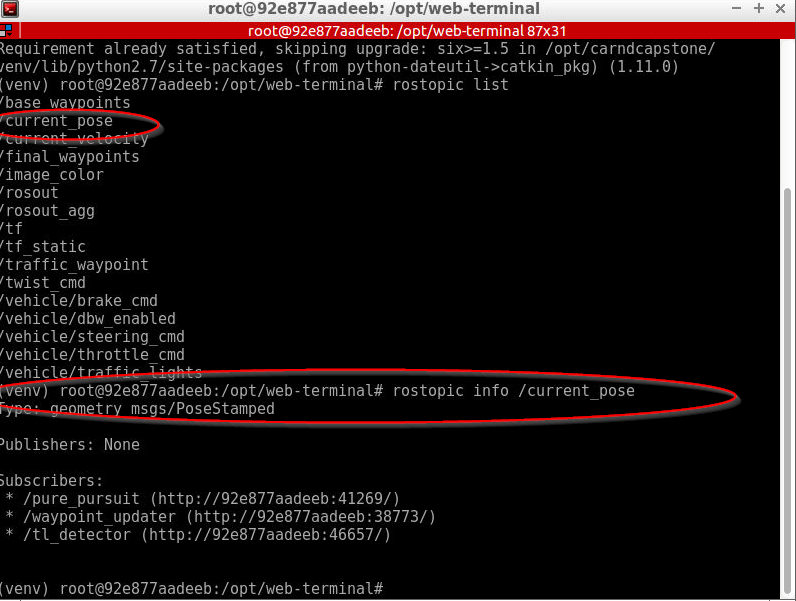 root@92e877aadeeb: /opt/web-terminal
root@92e877aadeeb: /opt/web-terminal 87x31
Requirement already satisfied, skipping upgrade: six>=1.5 in /opt/carndcapstone/
venv/lib/python2.7/site-packages (from python-dateutil->catkin_pkg) (1.11.0)
(venv) root@92e877aadeeb:/opt/web-terminal# rostopic list
/base_waypoints
/current_pose
/current_velocity
/final_waypoints
/image_color
/rosout
/rosout_agg
/tf
/tf_static
/traffic_waypoint
/twist_cmd
/vehicle/brake_cmd
/vehicle/dbw_enabled
/vehicle/steering_cmd
/vehicle/throttle_cmd
/vehicle/traffic_lights
(venv) root@92e877aadeeb:/opt/web-terminal# rostopic info /current_pose
Type: geometry_msgs/PoseStamped
Publishers: None
Subscribers:
* /pure_pursuit (http://92e877aadeeb:41269/)
* /waypoint_updater (http://92e877aadeeb:38773/)
* /tl_detector (http://92e877aadeeb:46657/)
(venv) root@92e877aadeeb:/opt/web-terminal#